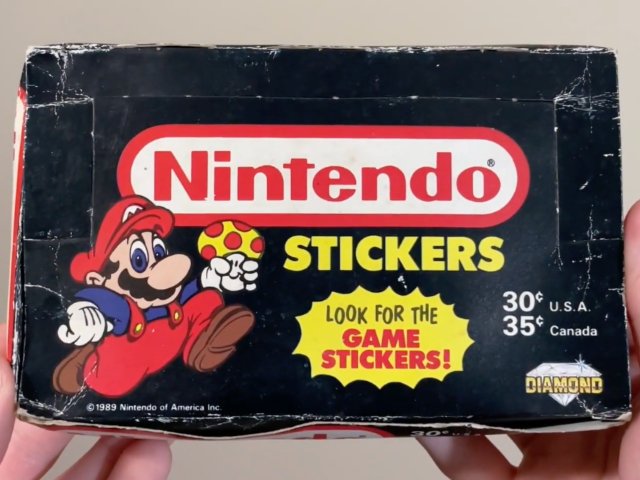 Nintendo®
STICKERS
LOOK FOR THE
GAME
STICKERS!
30¢ U.S.A.
35¢ Canada
DIAMOND
©1989 Nintendo of America Inc.